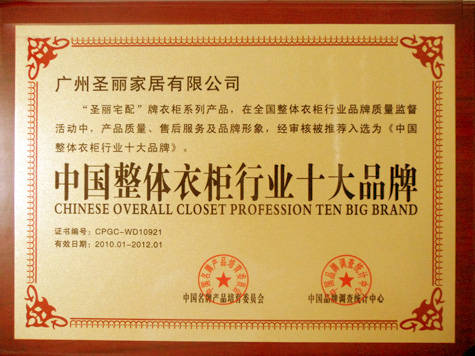 广州圣丽家居有限公司
“圣丽宅配”牌衣柜系列产品，在全国整体衣柜行业品牌质量监督
活动中，产品质量、售后服务及品牌形象，经审核被推荐入选为《中国
整体衣柜行业十大品牌》。
中国整体衣柜行业十大品牌
CHINESE OVERALL CLOSET PROFESSION TEN BIG BRAND
证书编号：CPGC-WD10921
有效日期：2010.01-2012.01
中国名牌产品培育委员会
中国品牌调查统计中心